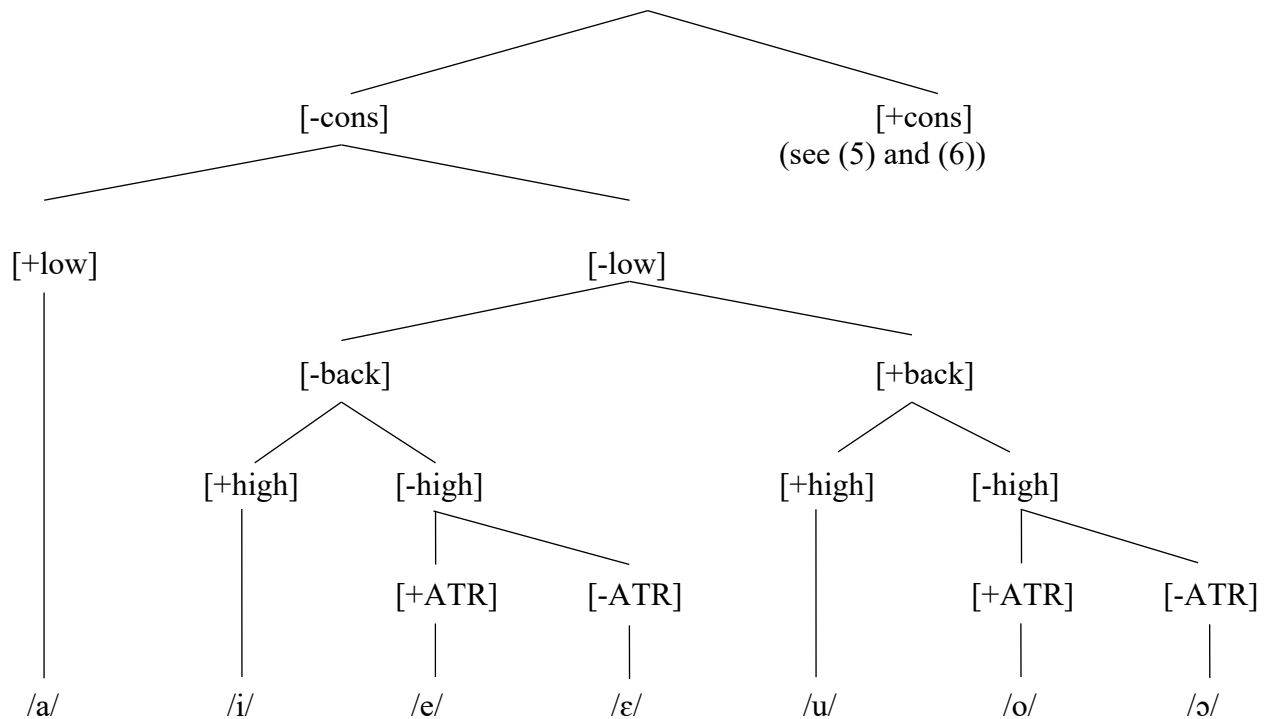 [-cons] [+cons]
(see (5) and (6))
[+low] [-low]
[-back] [+back]
[+high] [-high] [+high] [-high]
[+ATR] [-ATR] [+ATR] [-ATR]
/a/ /i/ /e/ /ɛ/ /u/ /o/ /ɔ/